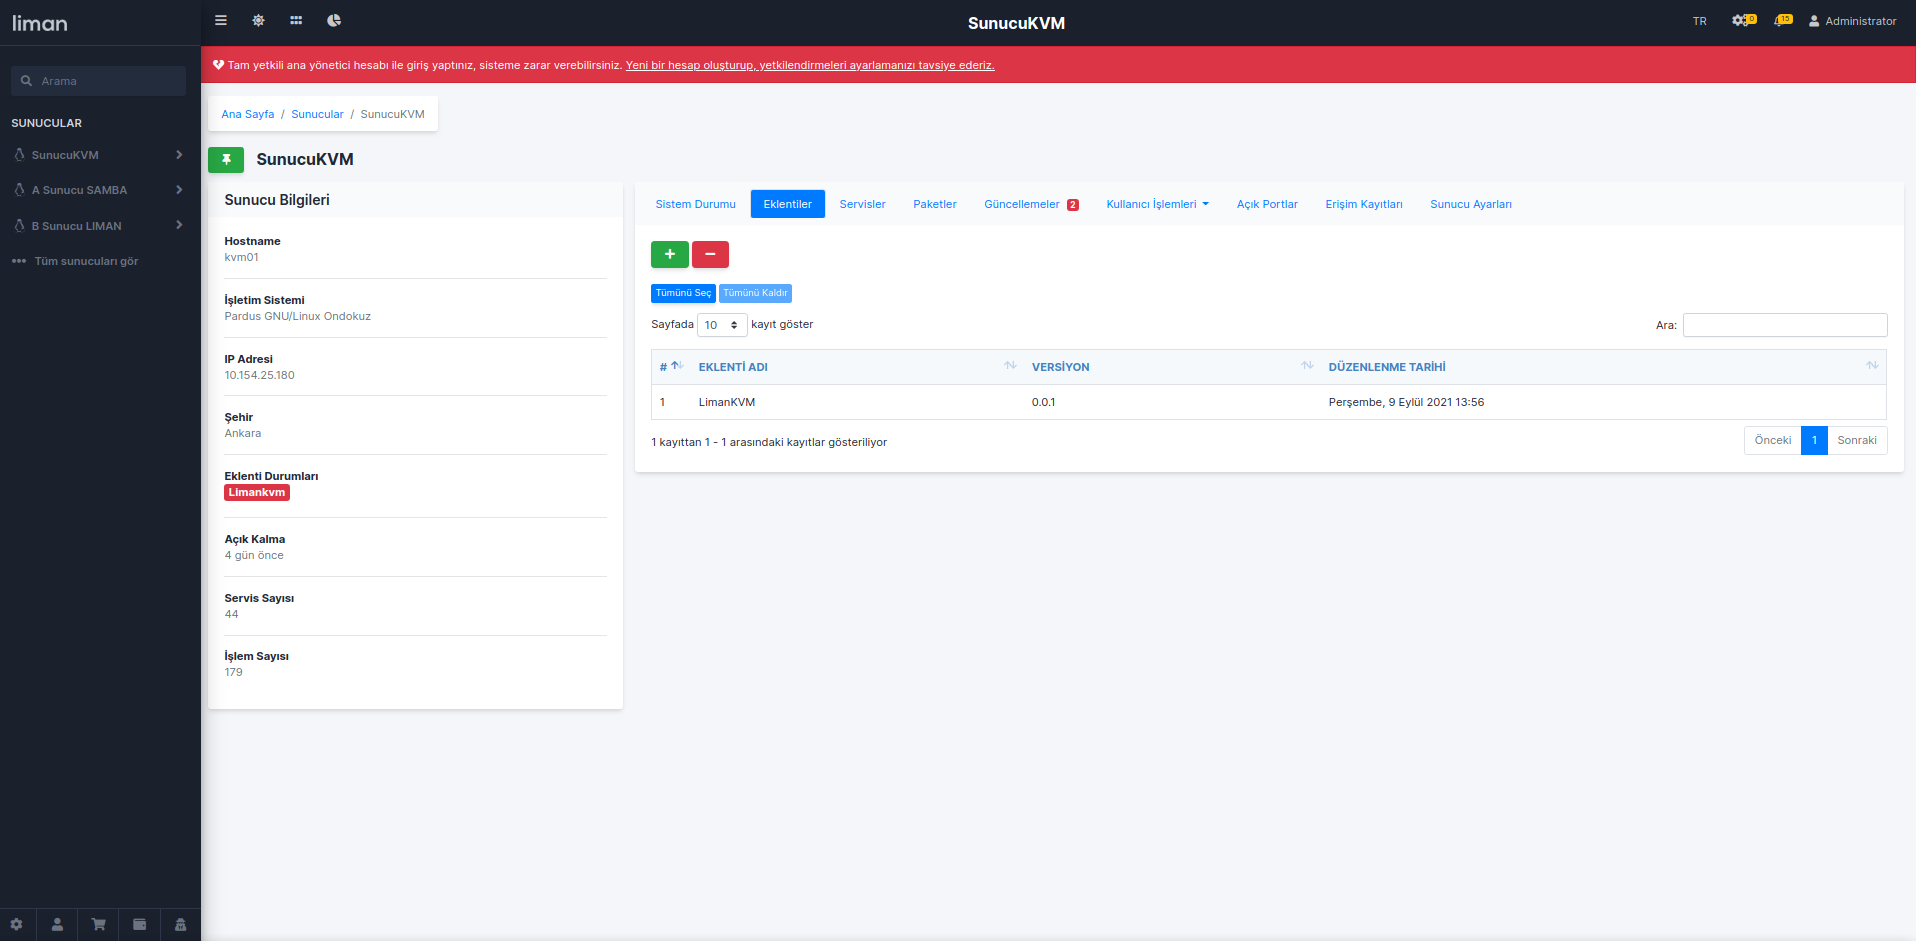 liman
SunucuKVM
TR
0
15
Administrator
Arama
Tam yetkili ana yönetici hesabı ile giriş yaptınız, sisteme zarar verebilirsiniz. Yeni bir hesap oluşturup, yetkilendirmeleri ayarlamanızı tavsiye ederiz.
SUNUCULAR
SunucuKVM
A Sunucu SAMBA
B Sunucu LIMAN
Tüm sunucuları gör
Ana Sayfa / Sunucular / SunucuKVM
SunucuKVM
Sunucu Bilgileri
Hostname
kvm01
İşletim Sistemi
Pardus GNU/Linux Ondokuz
IP Adresi
10.154.25.180
Şehir
Ankara
Eklenti Durumları
Limankvm
Açık Kalma
4 gün önce
Servis Sayısı
44
İşlem Sayısı
179
Sistem Durumu Eklentiler Servisler Paketler Güncellemeler 2 Kullanıcı İşlemleri Açık Portlar Erişim Kayıtları Sunucu Ayarları
Tümünü Seç Tümünü Kaldır
Sayfada 10 kayıt göster
Ara:
# EKLENTİ ADI VERSİYON DÜZENLENME TARİHİ
1 LimanKVM 0.0.1 Perşembe, 9 Eylül 2021 13:56
1 kayıttan 1 - 1 arasındaki kayıtlar gösteriliyor
Önceki 1 Sonraki